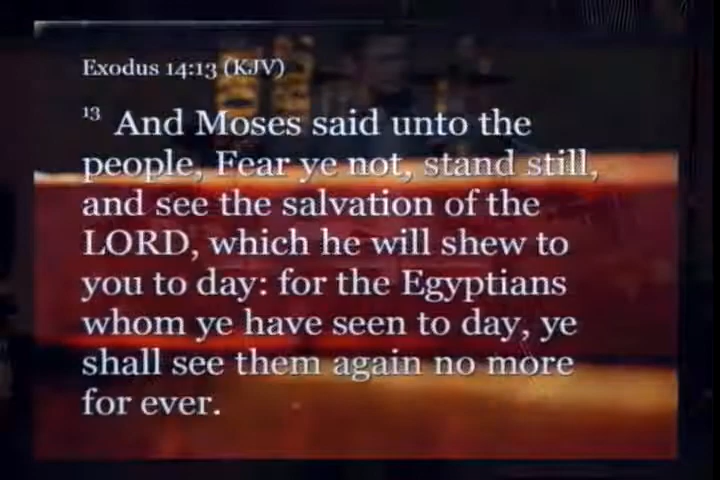 Exodus 14:13 (KJV)
13 And Moses said unto the
people, Fear ye not, stand still,
and see the salvation of the
LORD, which he will shew to
you to day: for the Egyptians
whom ye have seen to day, ye
shall see them again no more
for ever.